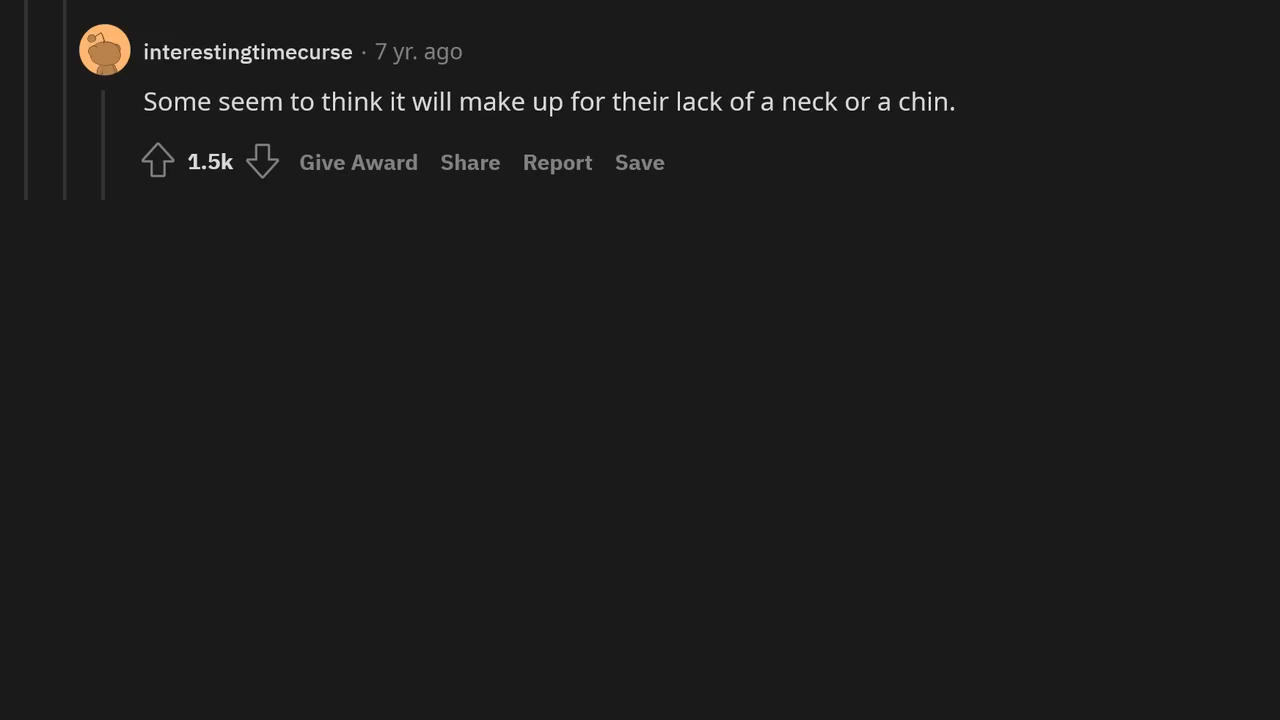 interestingtimecurse · 7 yr. ago
Some seem to think it will make up for their lack of a neck or a chin.
1.5k Give Award Share Report Save